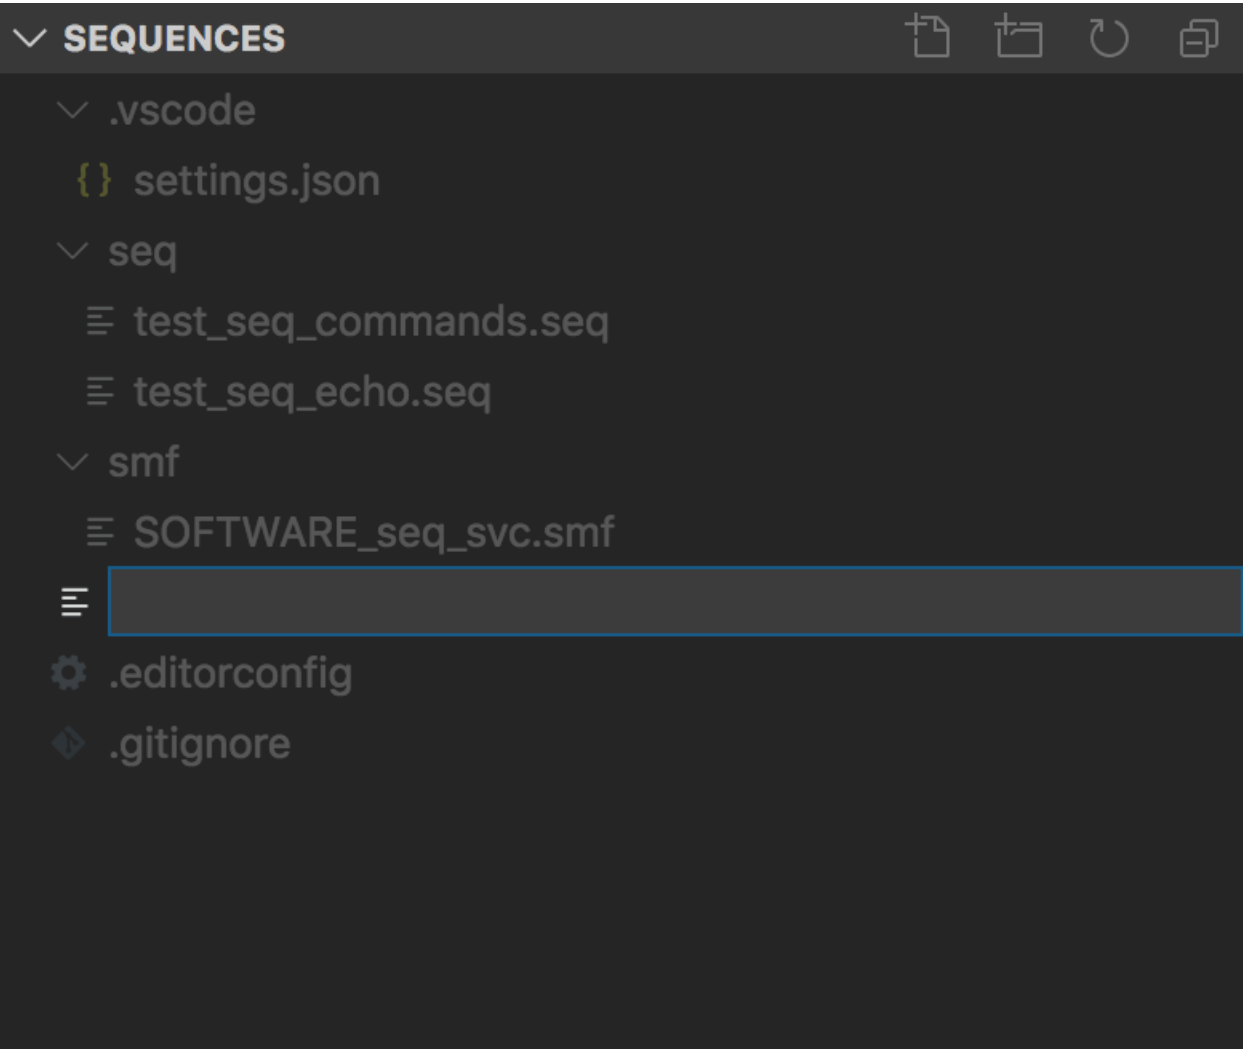 SEQUENCES
.vscode
{} settings.json
seq
test_seq_commands.seq
test_seq_echo.seq
smf
SOFTWARE_seq_svc.smf
.editorconfig
.gitignore